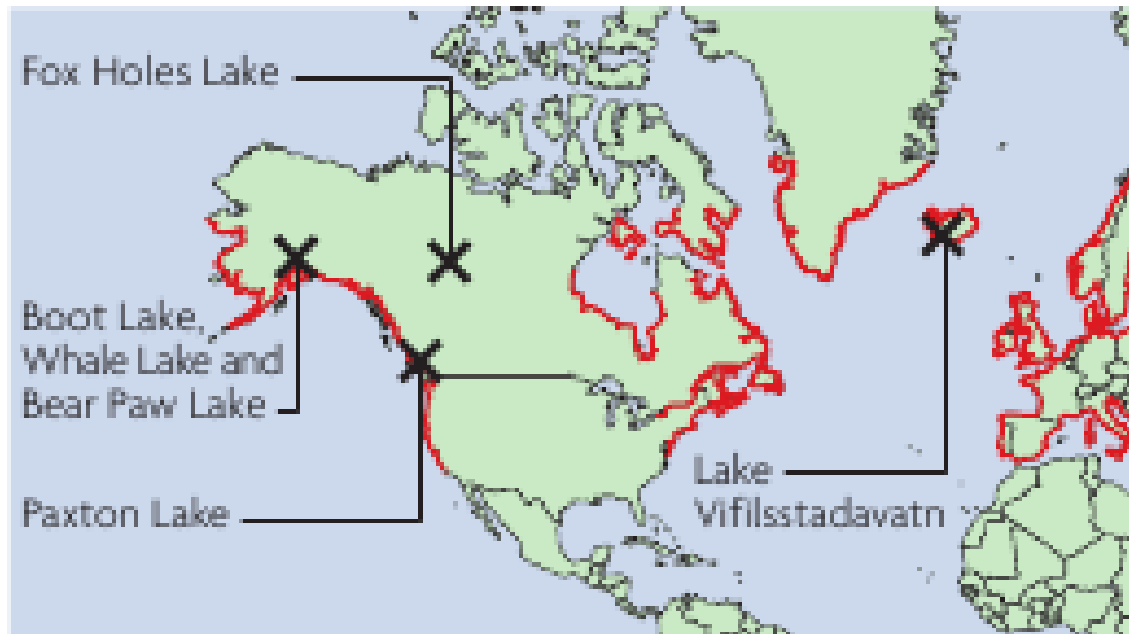 Fox Holes Lake
Boot Lake,
Whale Lake and
Bear Paw Lake
Paxton Lake
Lake
Vifilsstadavatn